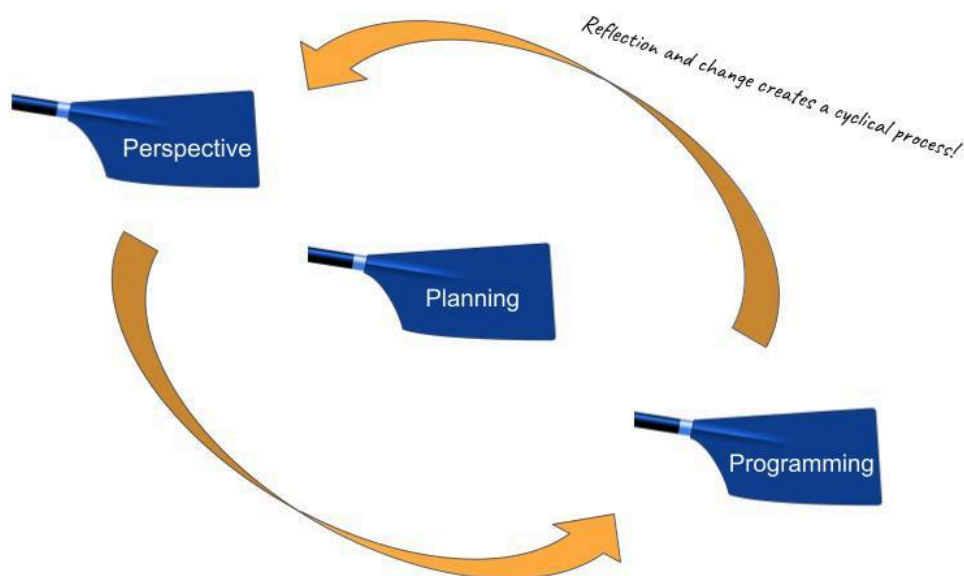 Reflection and change creates a cyclical process!
Perspective
Planning
Programming